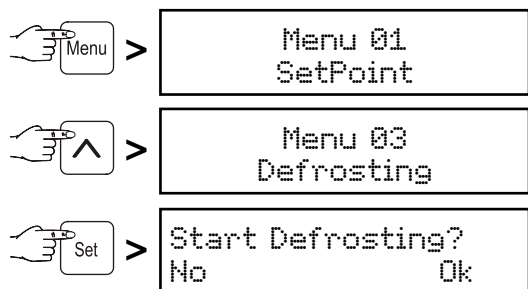 Menu > Menu 01
SetPoint
> Menu 03
Defrosting
Set > Start Defrosting?
No Ok